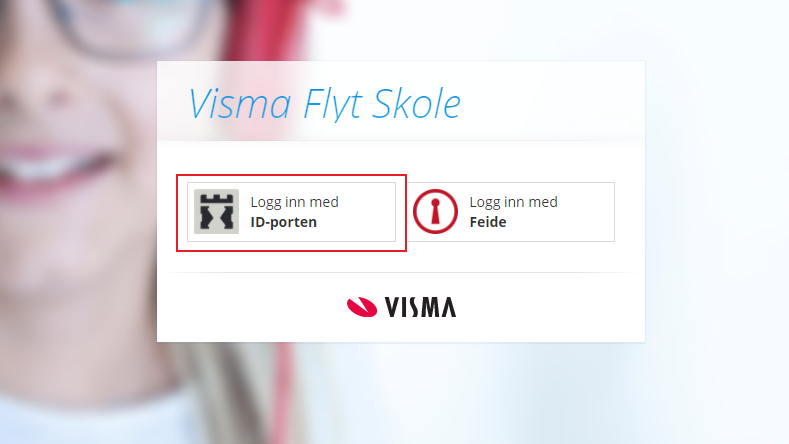 Visma Flyt Skole
Logg inn med
ID-porten
Logg inn med
Feide
VISMA